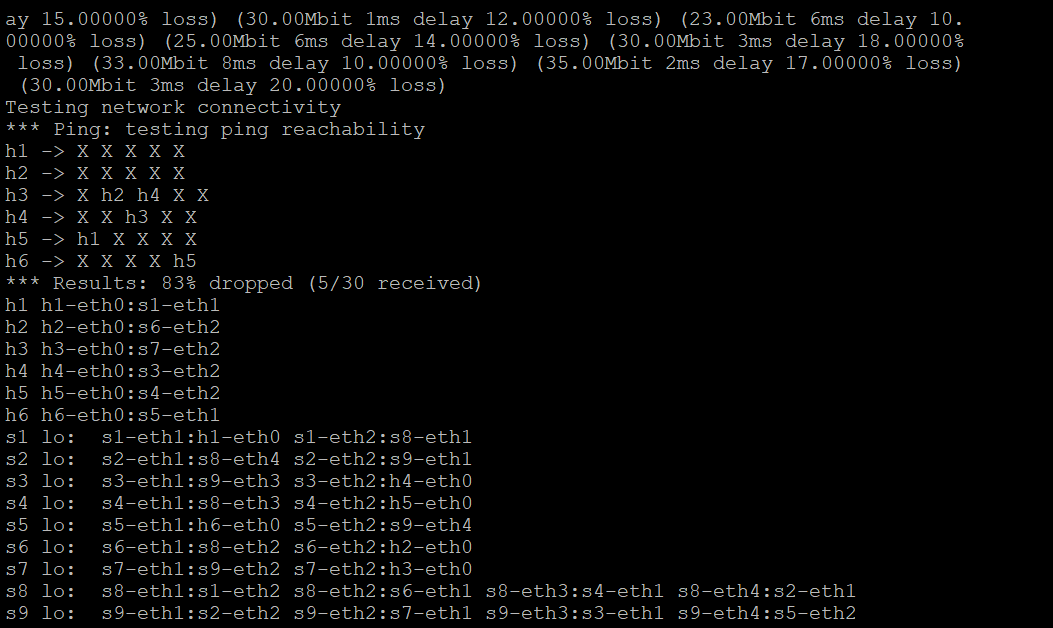 ay 15.00000% loss) (30.00Mbit 1ms delay 12.00000% loss) (23.00Mbit 6ms delay 10.
00000% loss) (25.00Mbit 6ms delay 14.00000% loss) (30.00Mbit 3ms delay 18.00000%
 loss) (33.00Mbit 8ms delay 10.00000% loss) (35.00Mbit 2ms delay 17.00000% loss)
 (30.00Mbit 3ms delay 20.00000% loss)
Testing network connectivity
*** Ping: testing ping reachability
h1 -> X X X X X
h2 -> X X X X X
h3 -> X h2 h4 X X
h4 -> X X h3 X X
h5 -> h1 X X X X
h6 -> X X X X h5
*** Results: 83% dropped (5/30 received)
h1 h1-eth0:s1-eth1
h2 h2-eth0:s6-eth2
h3 h3-eth0:s7-eth2
h4 h4-eth0:s3-eth2
h5 h5-eth0:s4-eth2
h6 h6-eth0:s5-eth1
s1 lo:  s1-eth1:h1-eth0 s1-eth2:s8-eth1
s2 lo:  s2-eth1:s8-eth4 s2-eth2:s9-eth1
s3 lo:  s3-eth1:s9-eth3 s3-eth2:h4-eth0
s4 lo:  s4-eth1:s8-eth3 s4-eth2:h5-eth0
s5 lo:  s5-eth1:h6-eth0 s5-eth2:s9-eth4
s6 lo:  s6-eth1:s8-eth2 s6-eth2:h2-eth0
s7 lo:  s7-eth1:s9-eth2 s7-eth2:h3-eth0
s8 lo:  s8-eth1:s1-eth2 s8-eth2:s6-eth1 s8-eth3:s4-eth1 s8-eth4:s2-eth1
s9 lo:  s9-eth1:s2-eth2 s9-eth2:s7-eth1 s9-eth3:s3-eth1 s9-eth4:s5-eth2